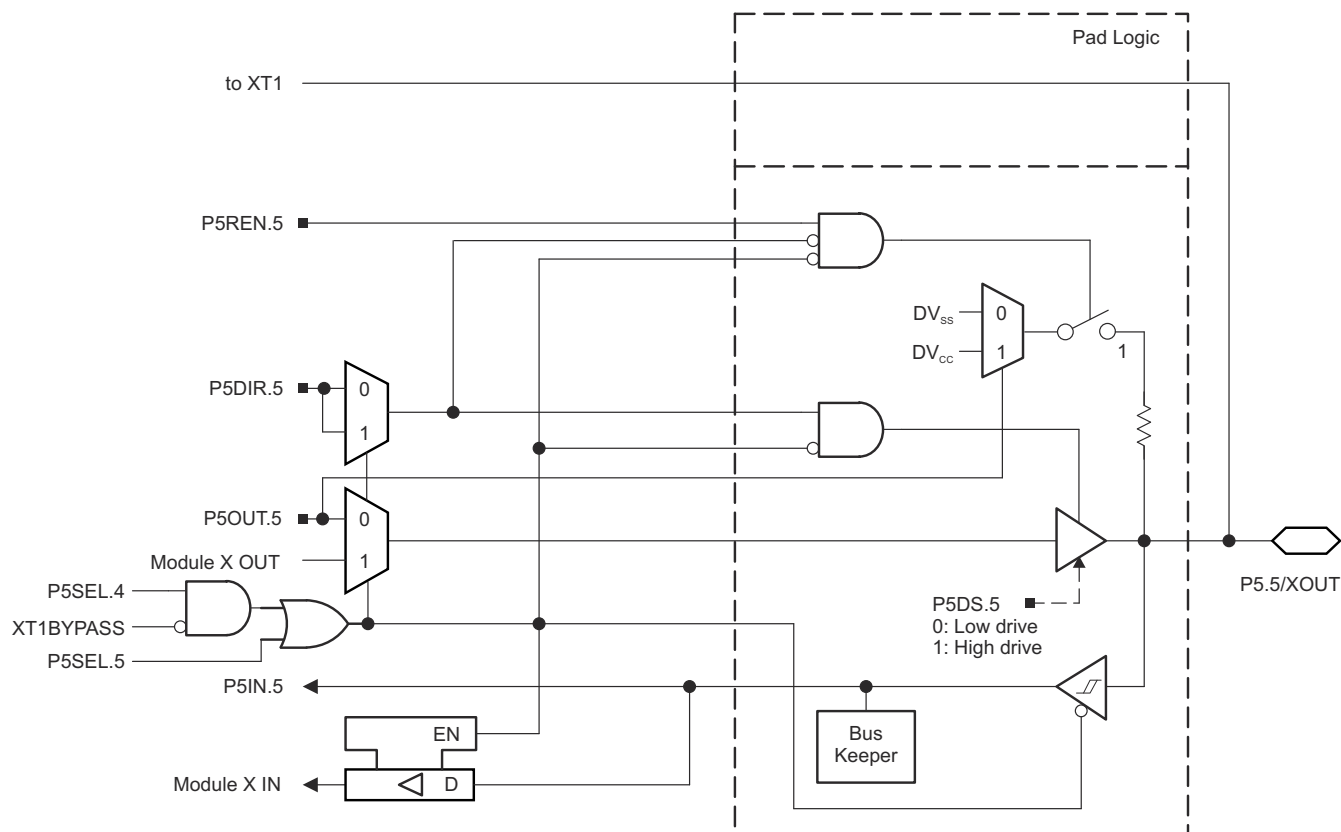 Pad Logic
to XT1
P5REN.5
DVss
0
DVcc
1
1
P5DIR.5
0
1
P5OUT.5
0
Module X OUT
1
P5SEL.4
XT1BYPASS
P5SEL.5
P5DS.5
0: Low drive
1: High drive
P5.5/XOUT
P5IN.5
EN
Bus
Keeper
Module X IN
D